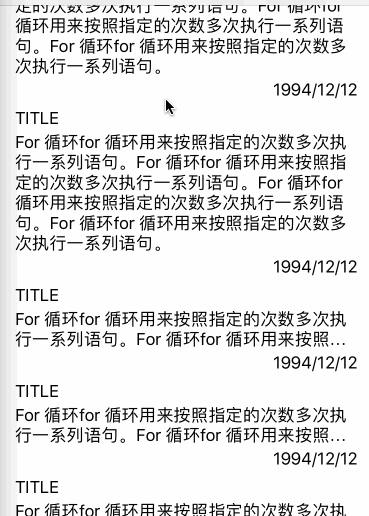 定的次数多次执行一系列语句。For 循环for
循环用来按照指定的次数多次执行一系列语
句。For 循环for 循环用来按照指定的次数多
次执行一系列语句。
1994/12/12
TITLE
For 循环for 循环用来按照指定的次数多次执
行一系列语句。For 循环for 循环用来按照指
定的次数多次执行一系列语句。For 循环for
循环用来按照指定的次数多次执行一系列语
句。For 循环for 循环用来按照指定的次数多
次执行一系列语句。
1994/12/12
TITLE
For 循环for 循环用来按照指定的次数多次执
行一系列语句。For 循环for 循环用来按照...
1994/12/12
TITLE
For 循环for 循环用来按照指定的次数多次执
行一系列语句。For 循环for 循环用来按照...
1994/12/12
TITLE
For 循环for 循环用来按照指定的次数多次执